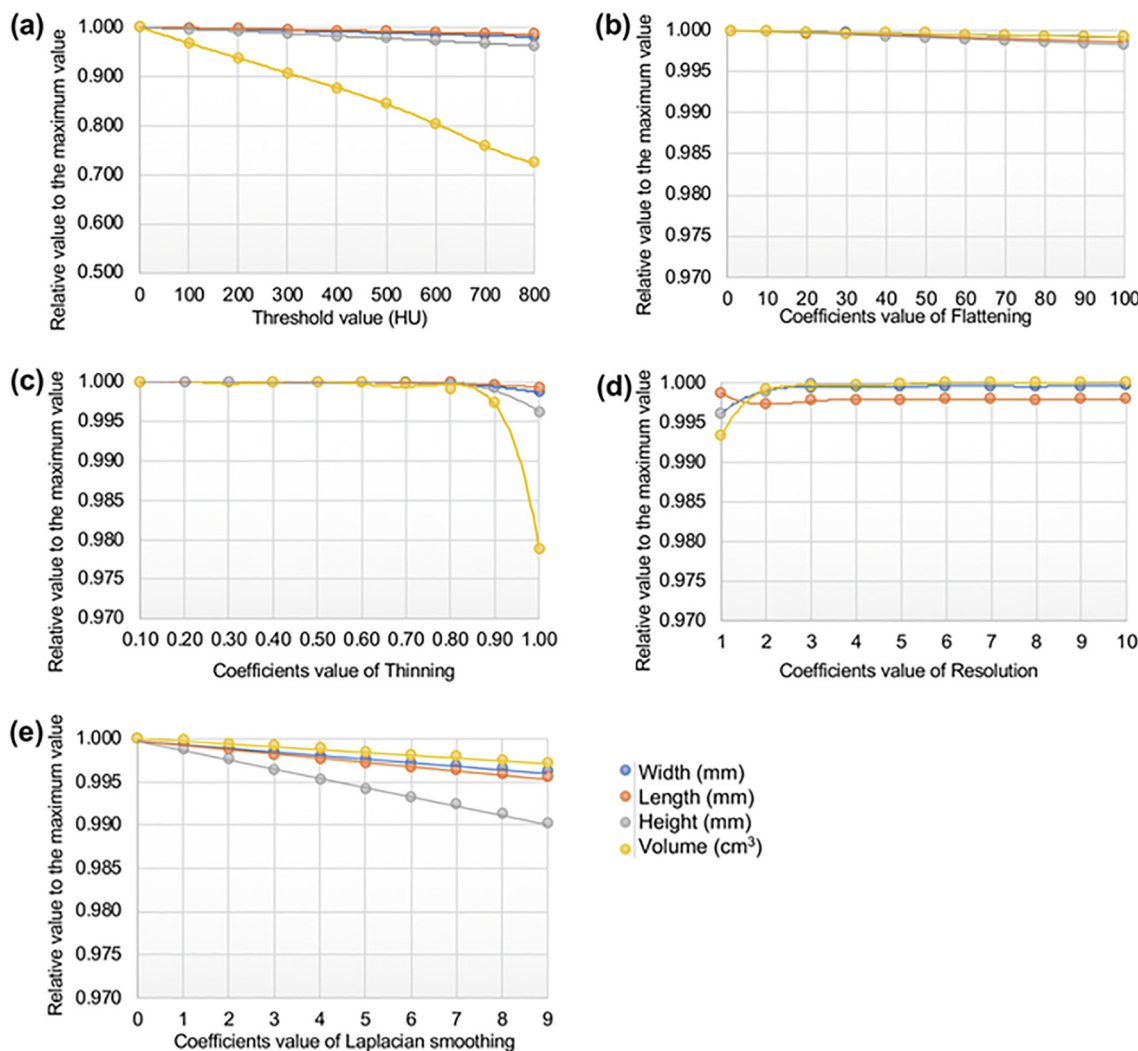 (a)
Relative value to the maximum value
1.000
0.900
0.800
0.700
0.600
0.500
0 100 200 300 400 500 600 700 800
Threshold value (HU)
(b)
Relative value to the maximum value
1.000
0.995
0.990
0.985
0.980
0.975
0.970
0 10 20 30 40 50 60 70 80 90 100
Coefficients value of Flattening
(c)
Relative value to the maximum value
1.000
0.995
0.990
0.985
0.980
0.975
0.970
0.10 0.20 0.30 0.40 0.50 0.60 0.70 0.80 0.90 1.00
Coefficients value of Thinning
(d)
Relative value to the maximum value
1.000
0.995
0.990
0.985
0.980
0.975
0.970
1 2 3 4 5 6 7 8 9 10
Coefficients value of Resolution
(e)
Relative value to the maximum value
1.000
0.995
0.990
0.985
0.980
0.975
0.970
0 1 2 3 4 5 6 7 8 9
Coefficients value of Laplacian smoothing
Width (mm)
Length (mm)
Height (mm)
Volume (cm³)